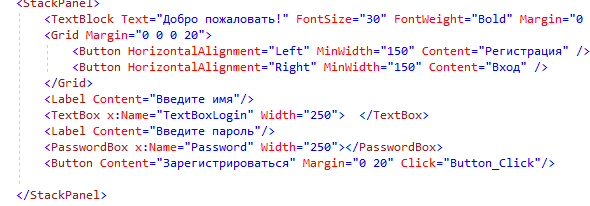 <StackPanel>
<TextBlock Text="Добро пожаловать!" FontSize="30" FontWeight="Bold" Margin="0
<Grid Margin="0 0 0 20">
<Button HorizontalAlignment="Left" MinWidth="150" Content="Регистрация" />
<Button HorizontalAlignment="Right" MinWidth="150" Content="Вход" />
</Grid>
<Label Content="Введите имя"/>
<TextBox x:Name="TextBoxLogin" Width="250">  </TextBox>
<Label Content="Введите пароль"/>
<PasswordBox x:Name="Password" Width="250"></PasswordBox>
<Button Content="Зарегистрироваться" Margin="0 20" Click="Button_Click"/>
</StackPanel>